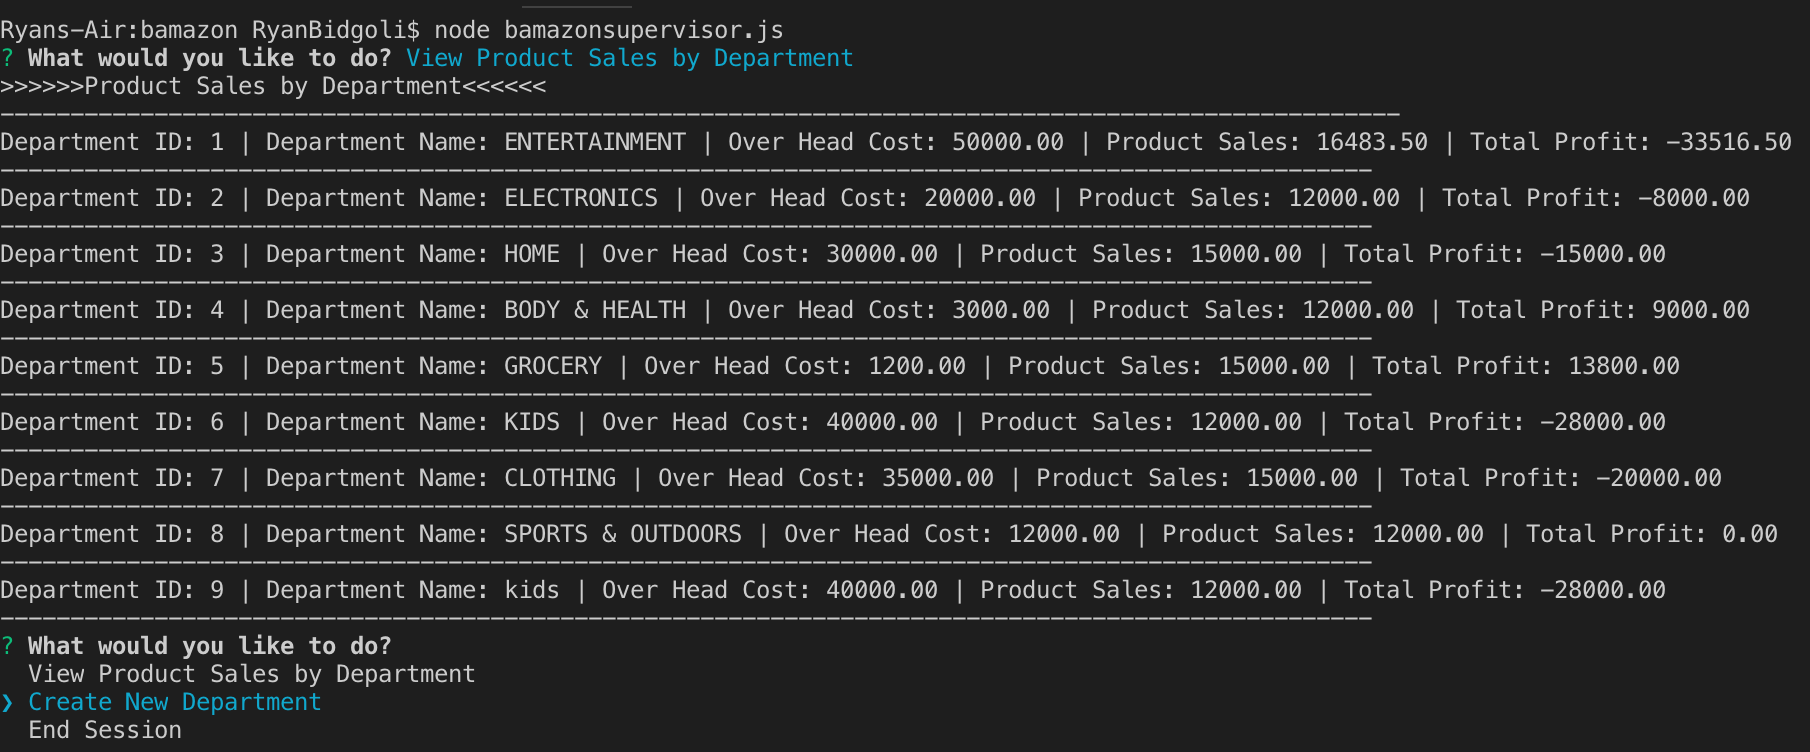 Ryans-Air:bamazon RyanBidgoli$ node bamazonsupervisor.js
? What would you like to do? View Product Sales by Department
>>>>>>Product Sales by Department<<<<<<
----------------------------------------------------------------------------------------------------
Department ID: 1 | Department Name: ENTERTAINMENT | Over Head Cost: 50000.00 | Product Sales: 16483.50 | Total Profit: -33516.50
--------------------------------------------------------------------------------------------------
Department ID: 2 | Department Name: ELECTRONICS | Over Head Cost: 20000.00 | Product Sales: 12000.00 | Total Profit: -8000.00
--------------------------------------------------------------------------------------------------
Department ID: 3 | Department Name: HOME | Over Head Cost: 30000.00 | Product Sales: 15000.00 | Total Profit: -15000.00
--------------------------------------------------------------------------------------------------
Department ID: 4 | Department Name: BODY & HEALTH | Over Head Cost: 3000.00 | Product Sales: 12000.00 | Total Profit: 9000.00
--------------------------------------------------------------------------------------------------
Department ID: 5 | Department Name: GROCERY | Over Head Cost: 1200.00 | Product Sales: 15000.00 | Total Profit: 13800.00
--------------------------------------------------------------------------------------------------
Department ID: 6 | Department Name: KIDS | Over Head Cost: 40000.00 | Product Sales: 12000.00 | Total Profit: -28000.00
--------------------------------------------------------------------------------------------------
Department ID: 7 | Department Name: CLOTHING | Over Head Cost: 35000.00 | Product Sales: 15000.00 | Total Profit: -20000.00
--------------------------------------------------------------------------------------------------
Department ID: 8 | Department Name: SPORTS & OUTDOORS | Over Head Cost: 12000.00 | Product Sales: 12000.00 | Total Profit: 0.00
--------------------------------------------------------------------------------------------------
Department ID: 9 | Department Name: kids | Over Head Cost: 40000.00 | Product Sales: 12000.00 | Total Profit: -28000.00
--------------------------------------------------------------------------------------------------
? What would you like to do?
View Product Sales by Department
❯ Create New Department
End Session